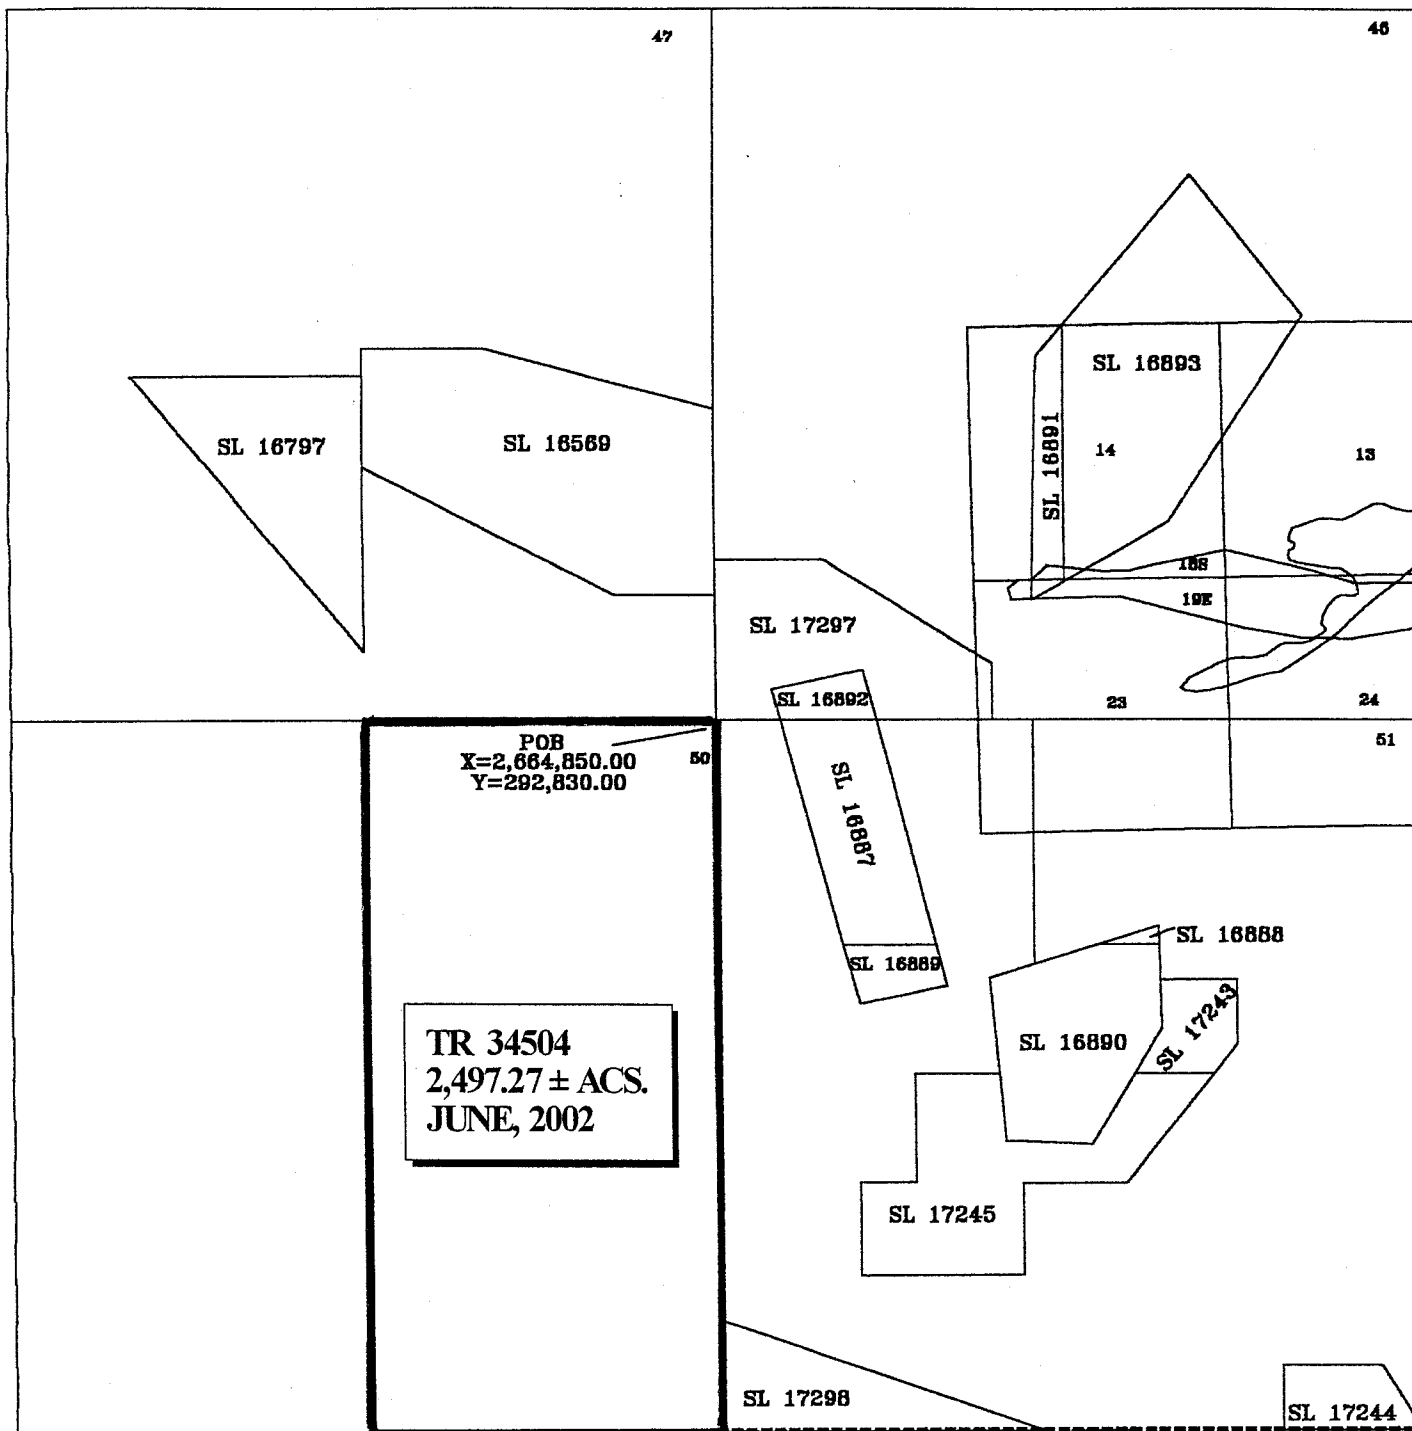 47
46
SL 16893
SL 16797
SL 16569
SL 16891
14
13
18S
19E
SL 17297
SL 16892
23
24
POB
X=2,664,850.00
Y=292,830.00
50
51
SL 16887
SL 16888
SL 16889
SL 17243
SL 16890
TR 34504
2,497.27 ± ACS.
JUNE, 2002
SL 17245
SL 17298
SL 17244